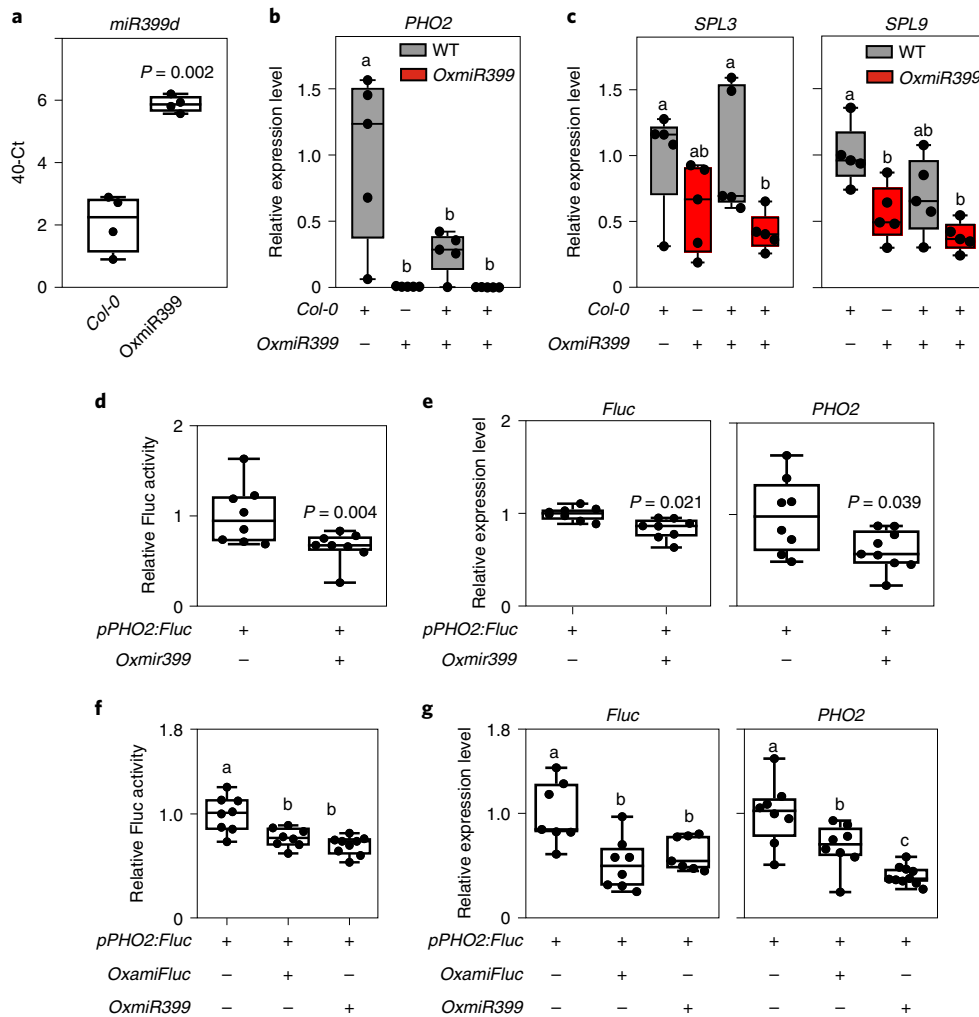 a
miR399d
P = 0.002
40-Ct
6
4
2
0
Col-0
OxmiR399
b
PHO2
WT
OxmiR399
Relative expression level
1.5
1.0
0.5
0
a
b
b
b
Col-0 + – + +
OxmiR399 – + + +
c
SPL3
SPL9
WT
OxmiR399
Relative expression level
1.5
1.0
0.5
0
a
ab
a
b
a
b
ab
b
+ – + + + – + +
– + + + – + + +
d
Relative Fluc activity
2
1
0
P = 0.004
pPHO2:Fluc + +
Oxmir399 – +
e
Fluc
PHO2
Relative expression level
2
1
0
P = 0.021
P = 0.039
pPHO2:Fluc + + + +
Oxmir399 – + – +
f
Relative Fluc activity
1.8
1.0
0
a
b
b
pPHO2:Fluc + + +
OxamiFluc – + –
OxmiR399 – – +
g
Fluc
PHO2
Relative expression level
1.8
1.0
0
a
b
b
a
b
c
pPHO2:Fluc + + + + + +
OxamiFluc – + – – + –
OxmiR399 – – + – – +